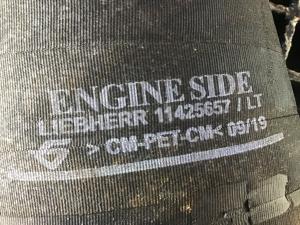 ENGINE SIDE
LIEBHERR 11425657 / LT
> CM-PET-CM< 09/19